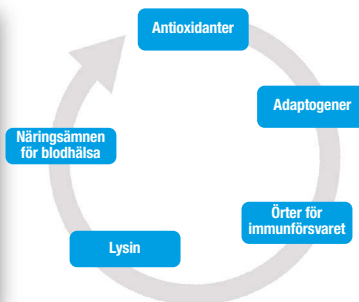 Antioxidanter
Adaptogener
Örter för
immunförsvaret
Lysin
Näringsämnen
för blodhälsa